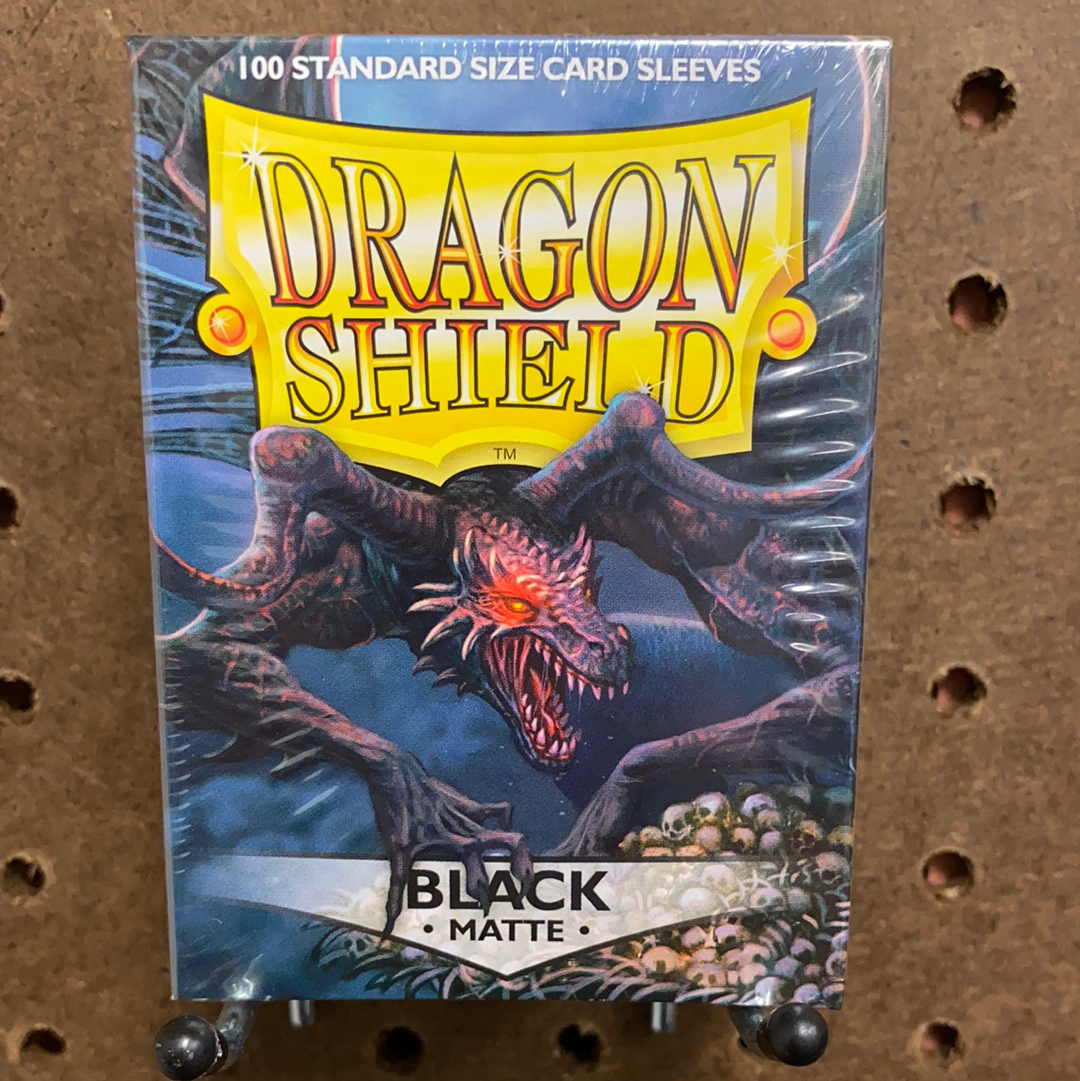 100 STANDARD SIZE CARD SLEEVES
DRAGON
SHIELD
TM
BLACK
• MATTE •